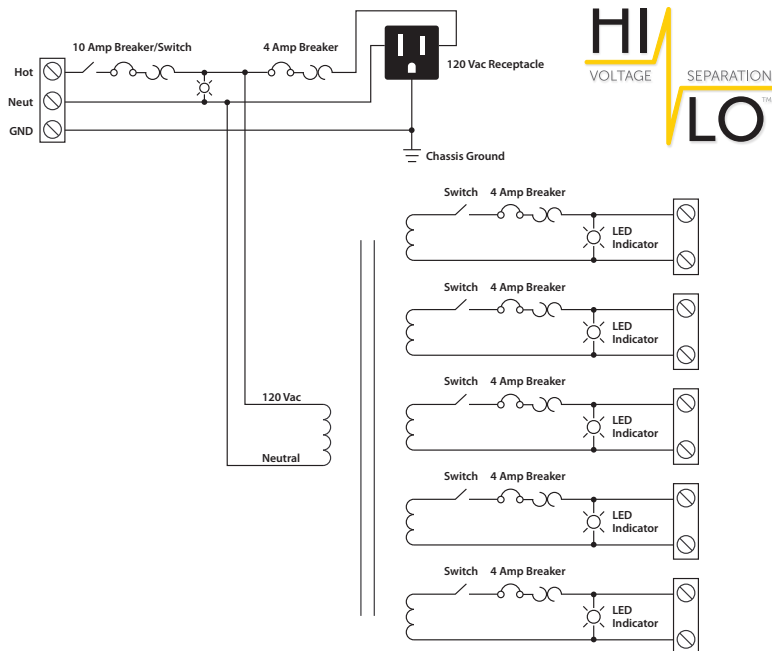 HI
VOLTAGE SEPARATION
LO™
10 Amp Breaker/Switch
4 Amp Breaker
120 Vac Receptacle
Hot
Neut
GND
Chassis Ground
Switch 4 Amp Breaker
LED
Indicator
Switch 4 Amp Breaker
LED
Indicator
120 Vac
Neutral
Switch 4 Amp Breaker
LED
Indicator
Switch 4 Amp Breaker
LED
Indicator
Switch 4 Amp Breaker
LED
Indicator